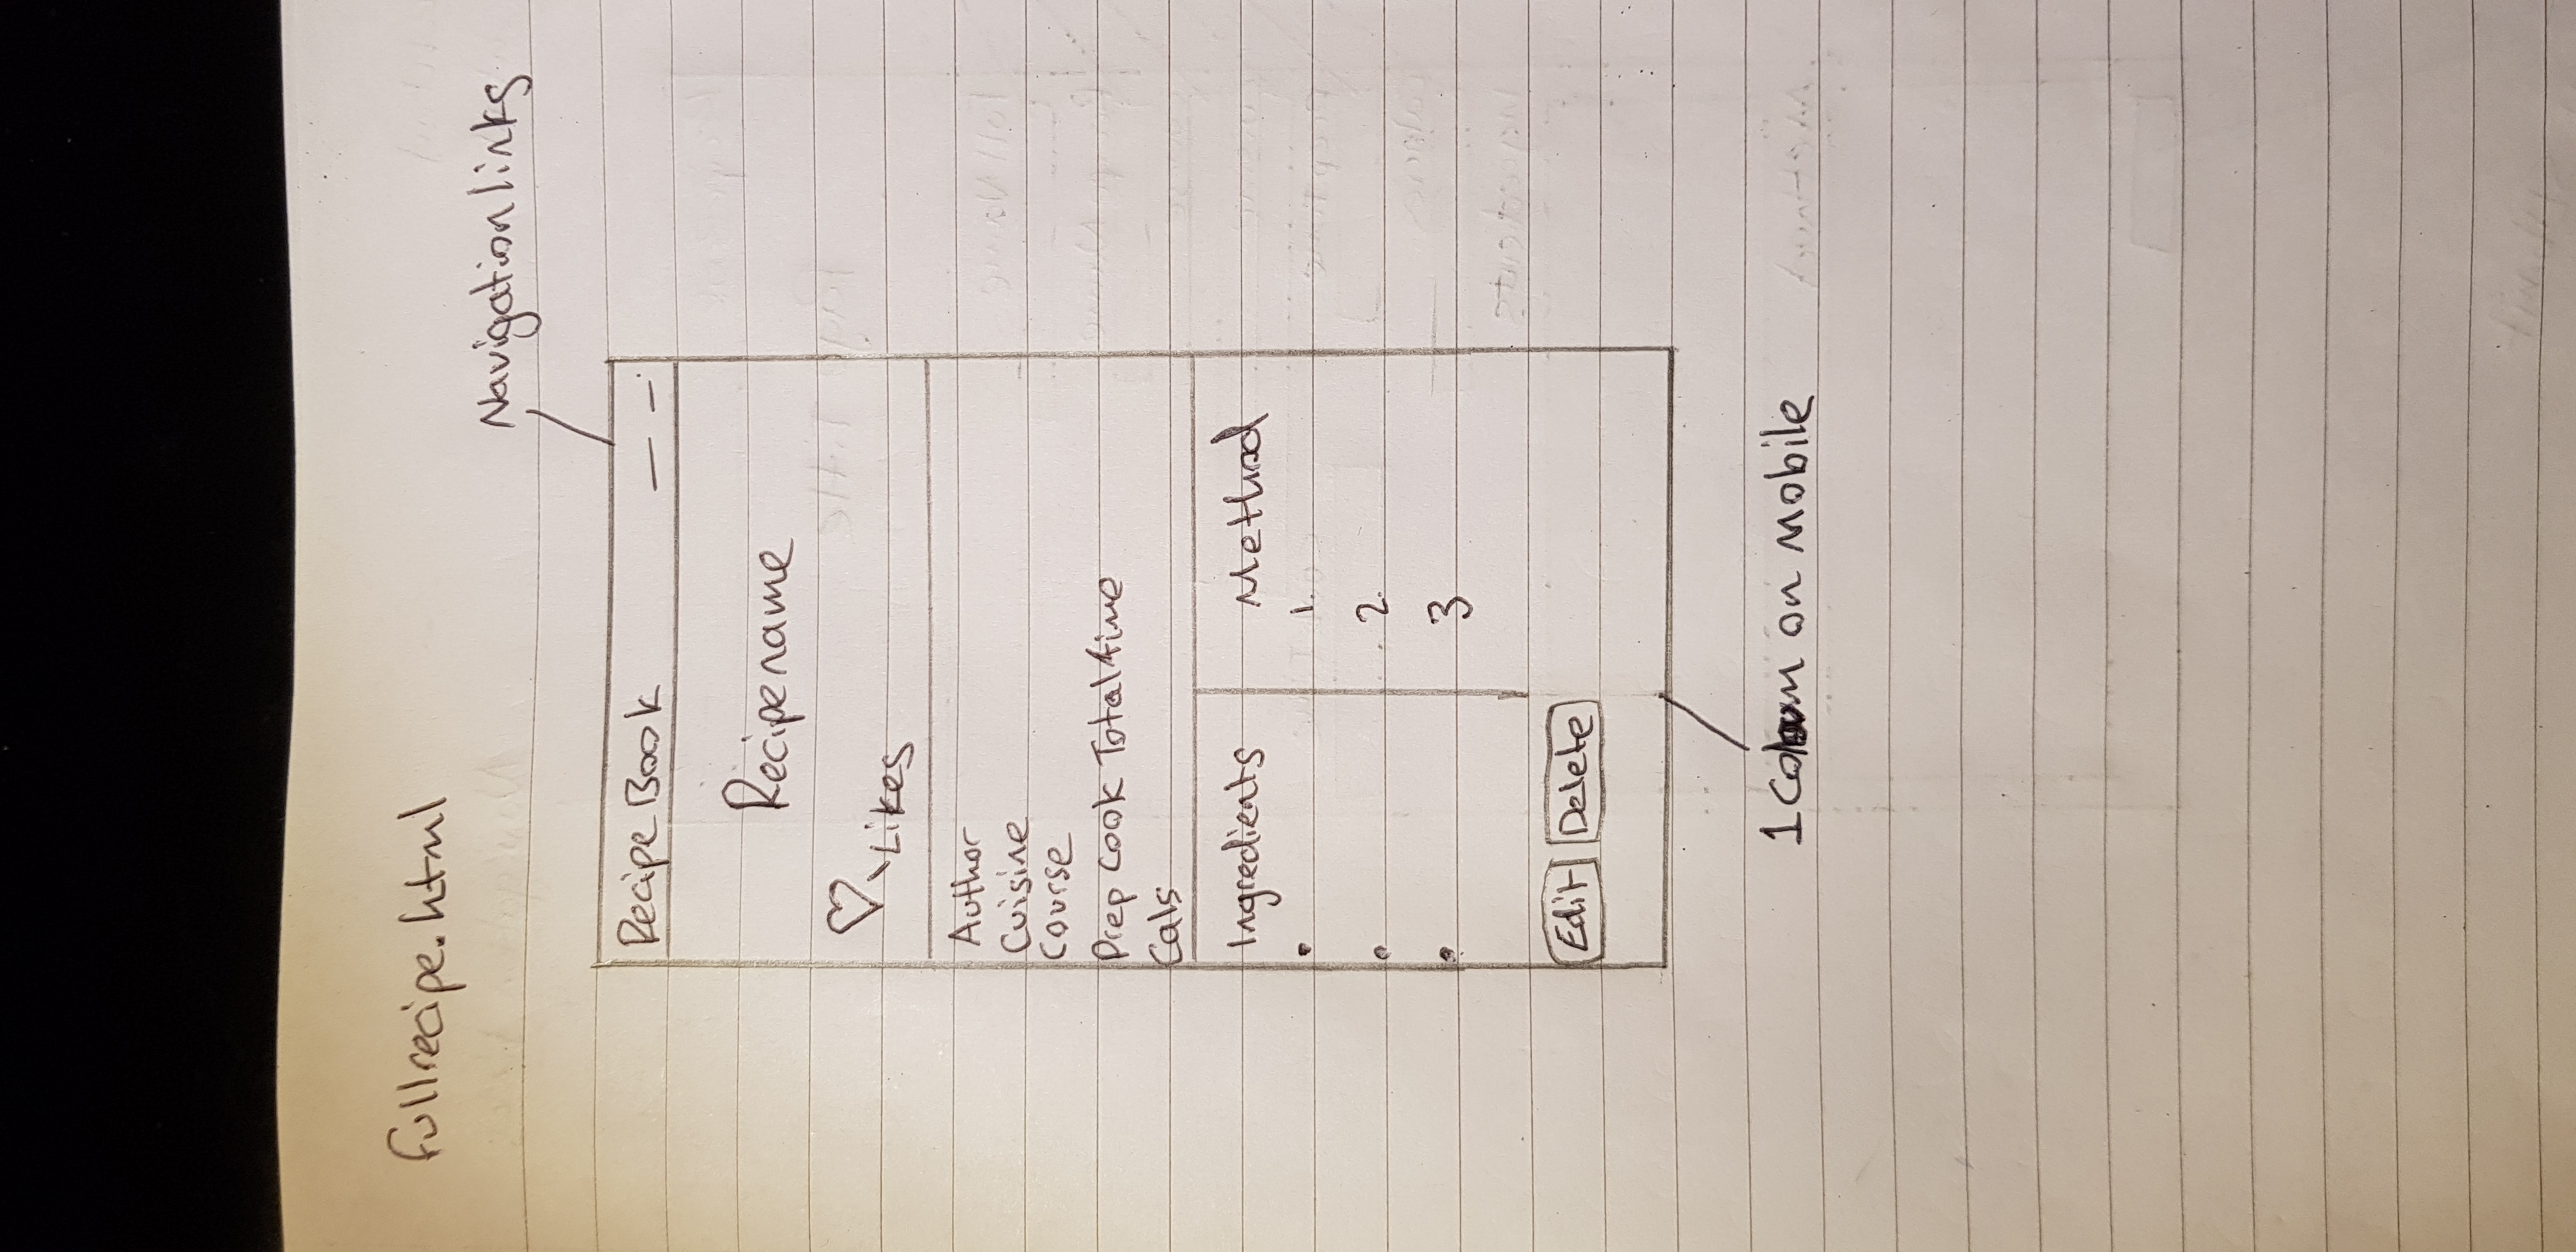 fullrecipe.html
Navigation links
Recipe Book
Recipe name
Likes
Author
Cuisine
Course
Prep Cook Total time
Cals
Ingredients
Method
1.
2.
3
Edit Delete
1 Coloum on mobile